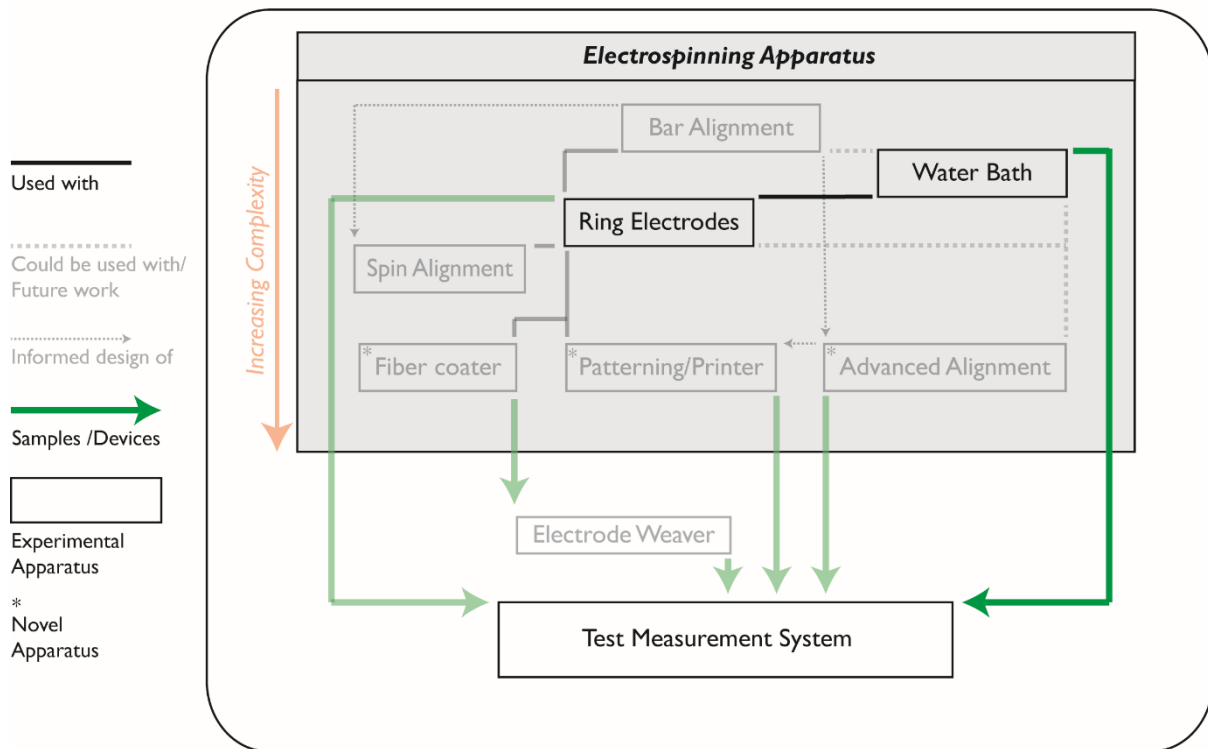 Electrospinning Apparatus
Bar Alignment
Water Bath
Ring Electrodes
Spin Alignment
* Fiber coater
* Patterning/Printer
* Advanced Alignment
Increasing Complexity
Electrode Weaver
Test Measurement System
Used with
Could be used with/
Future work
Informed design of
Samples /Devices
Experimental
Apparatus
*
Novel
Apparatus